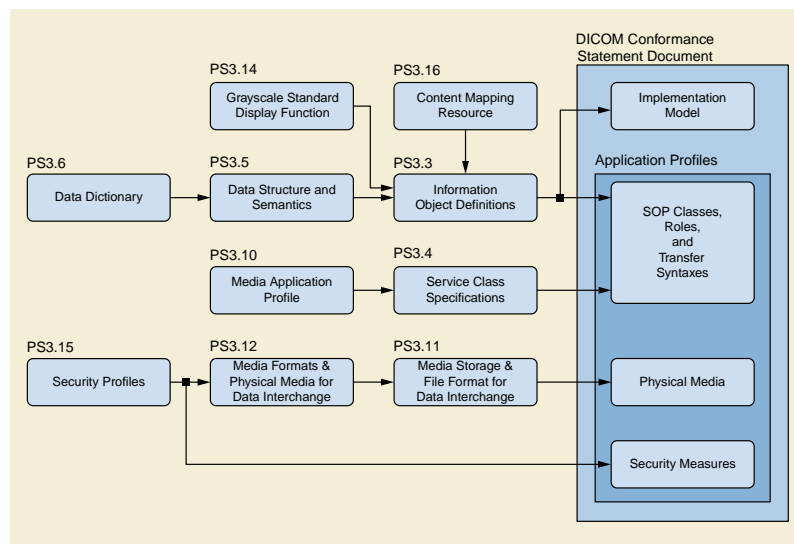 DICOM Conformance
Statement Document
PS3.14
Grayscale Standard
Display Function
PS3.16
Content Mapping
Resource
Implementation
Model
PS3.6
Data Dictionary
PS3.5
Data Structure and
Semantics
PS3.3
Information
Object Definitions
Application Profiles
SOP Classes,
Roles,
and
Transfer
Syntaxes
PS3.10
Media Application
Profile
PS3.4
Service Class
Specifications
PS3.15
Security Profiles
PS3.12
Media Formats &
Physical Media for
Data Interchange
PS3.11
Media Storage &
File Format for
Data Interchange
Physical Media
Security Measures